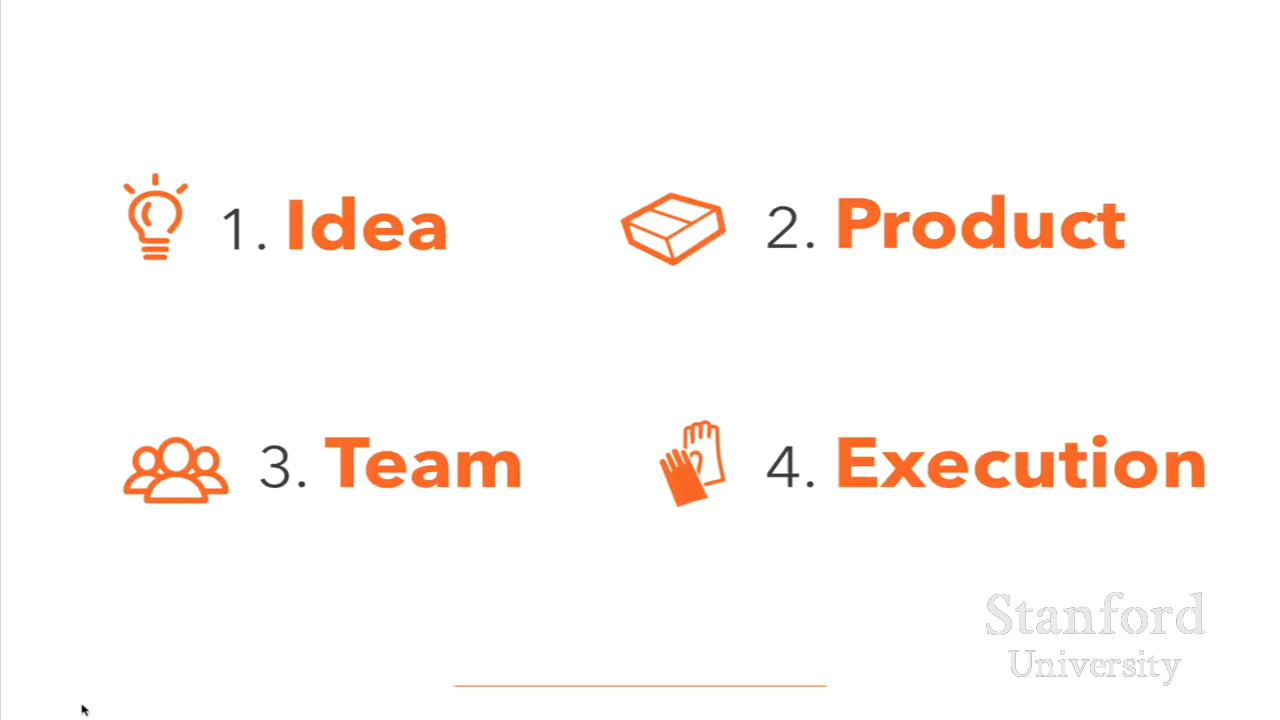 1. Idea
2. Product
3. Team
4. Execution
Stanford
University